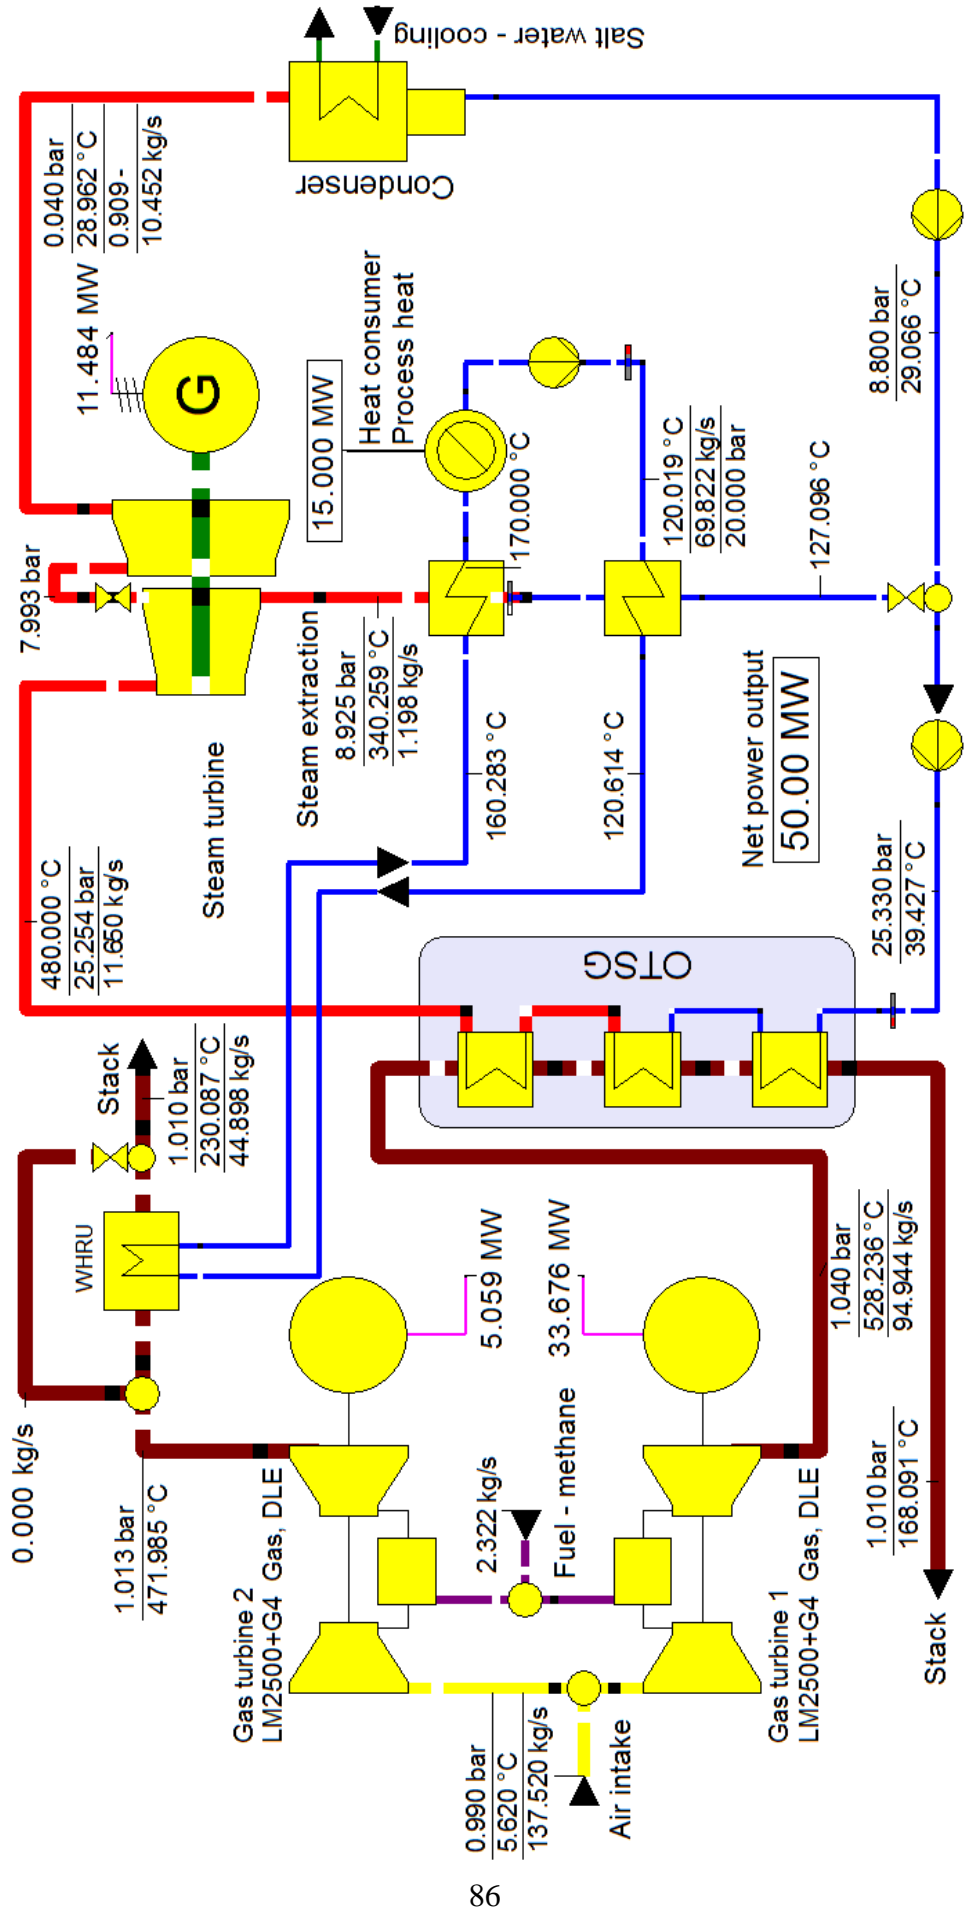 Salt water - cooling
Condenser
0.040 bar
28.962 °C
0.909 -
10.452 kg/s
11.484 MW
G
7.993 bar
15.000 MW
Heat consumer
Process heat
170.000 °C
120.019 °C
69.822 kg/s
20.000 bar
127.096 °C
8.800 bar
29.066 °C
Steam turbine
Steam extraction
8.925 bar
340.259 °C
1.198 kg/s
160.283 °C
120.614 °C
Net power output
50.00 MW
25.330 bar
39.427 °C
480.000 °C
25.254 bar
11.650 kg/s
OTSG
Stack
1.010 bar
230.087 °C
44.898 kg/s
WHRU
0.000 kg/s
1.013 bar
471.985 °C
5.059 MW
33.676 MW
1.040 bar
528.236 °C
94.944 kg/s
Gas turbine 2
LM2500+G4 Gas, DLE
2.322 kg/s
Fuel - methane
Gas turbine 1
LM2500+G4 Gas, DLE
1.010 bar
168.091 °C
Stack
0.990 bar
5.620 °C
137.520 kg/s
Air intake
86